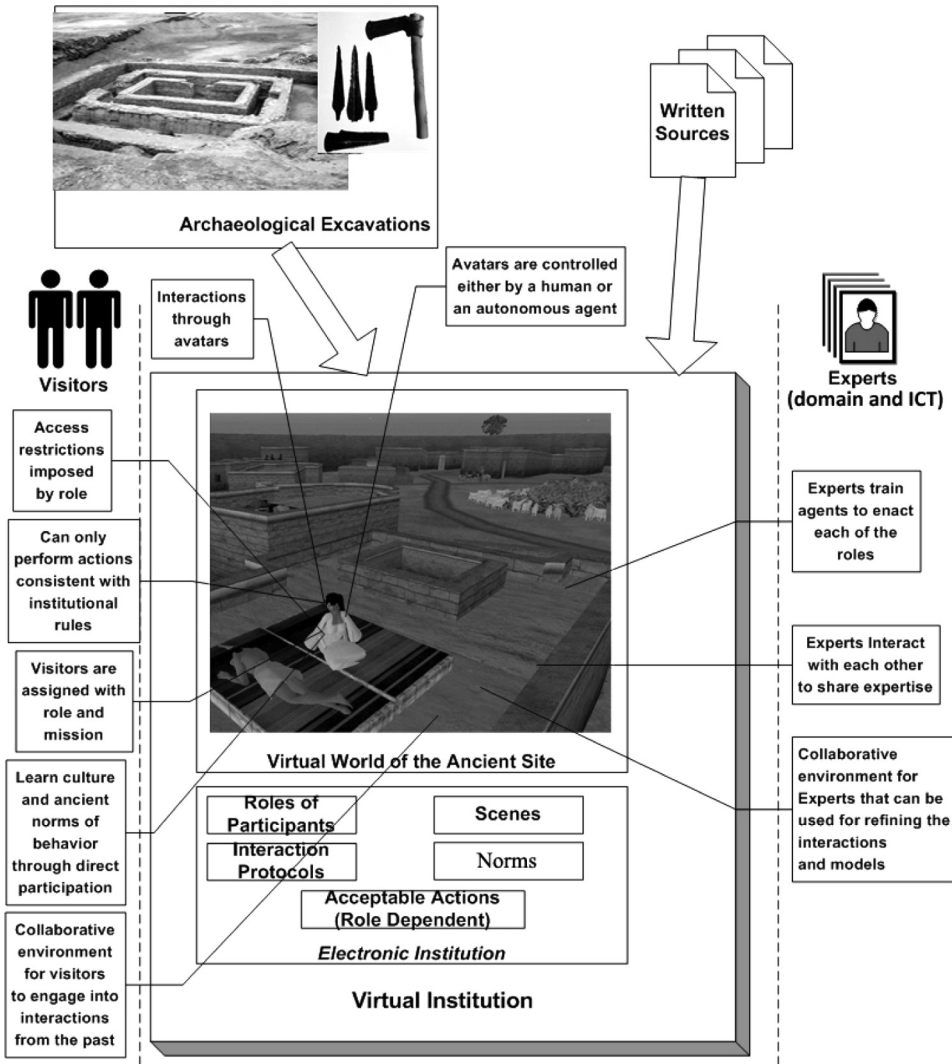 Archaeological Excavations
Written
Sources
Visitors
Interactions
through
avatars
Avatars are controlled
either by a human or
an autonomous agent
Experts
(domain and ICT)
Access
restrictions
imposed
by role
Can only
perform actions
consistent with
institutional
rules
Visitors are
assigned with
role and
mission
Learn culture
and ancient
norms of
behavior
through direct
participation
Collaborative
environment
for visitors
to engage into
interactions
from the past
Virtual World of the Ancient Site
Roles of
Participants
Scenes
Interaction
Protocols
Norms
Acceptable Actions
(Role Dependent)
Electronic Institution
Virtual Institution
Experts train
agents to enact
each of the
roles
Experts Interact
with each other
to share expertise
Collaborative
environment for
Experts that can be
used for refining the
interactions
and models